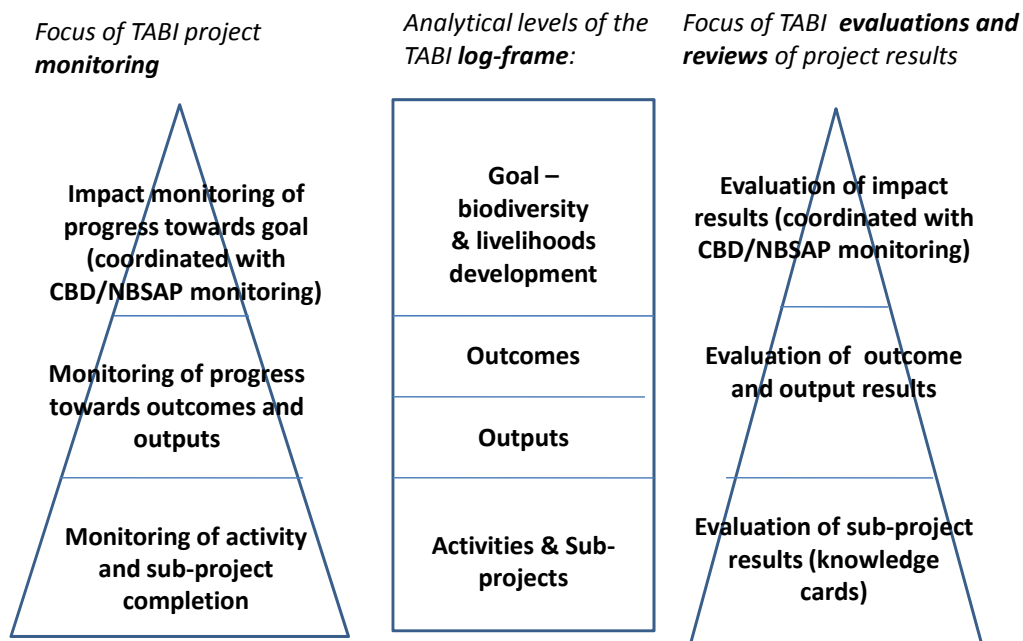 Focus of TABI project
monitoring
Analytical levels of the
TABI log-frame:
Focus of TABI  evaluations and
reviews of project results
Impact monitoring of
progress towards goal
(coordinated with
CBD/NBSAP monitoring)
Monitoring of progress
towards outcomes and
outputs
Monitoring of activity
and sub-project
completion
Goal –
biodiversity
& livelihoods
development
Outcomes
Outputs
Activities & Sub-
projects
Evaluation of impact
results (coordinated with
CBD/NBSAP monitoring)
Evaluation of  outcome
and output results
Evaluation of sub-project
results (knowledge
cards)